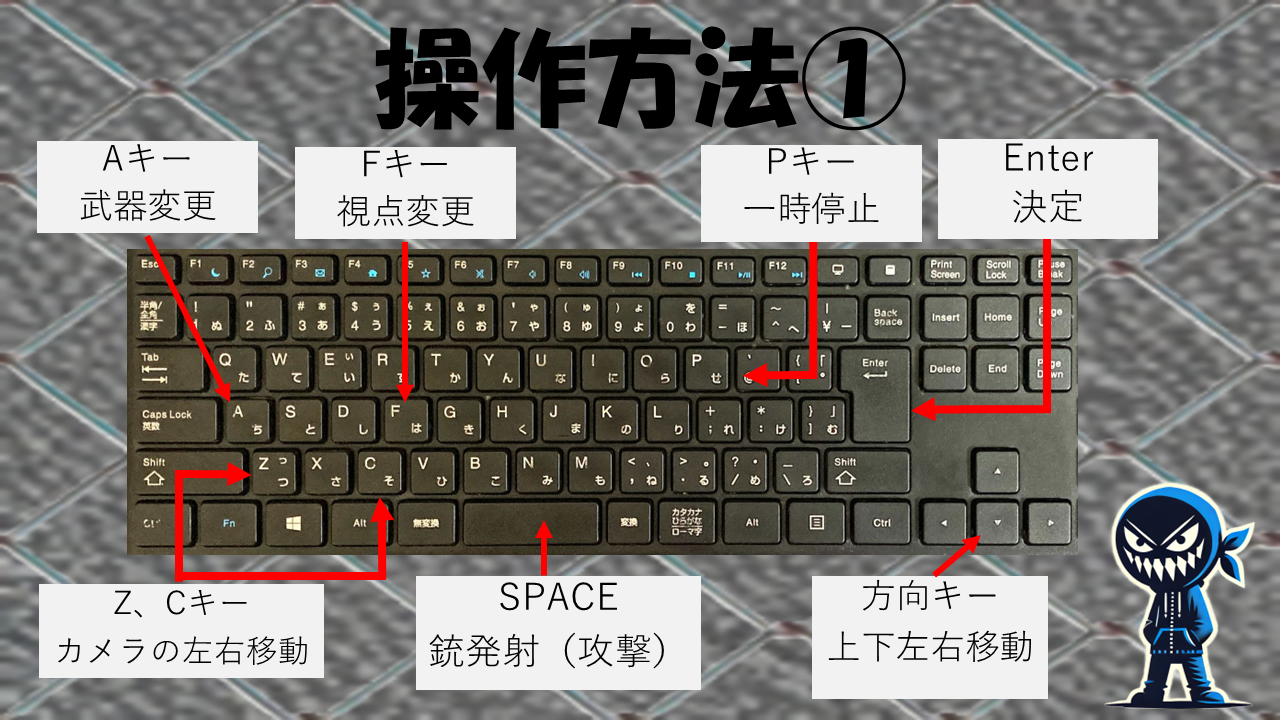 操作方法①
Aキー
武器変更
Fキー
視点変更
Pキー
一時停止
Enter
決定
Esc F1 F2 F3 F4 5 F6 F7 F8 F9 F10 F11 F12 Print Screen Scroll Lock Pause Break
半角/全角 漢字 ! 1 ぬ " 2 ふ # ぁ 3 あ $ ぅ 4 う % ぇ 5 え & ぉ 6 お ' ゃ 7 や ( ゅ 8 ゆ ) ょ 9 よ を 0 わ = - ほ ~ ^ へ | ¥ ー Back space Insert Home Page
Tab Q た W て E ぃ い R す T か Y ん U な I に O ら P せ ` @ { 「 [ ° Enter Delete End Page Down
Caps Lock 英数 A ち S と D し F は G き H く J ま K の L り + ; れ * : け } 」 ] む
Shift Z っ つ X さ C そ V ひ B こ N み M も < 、 , ね > 。 . る ? ・ / め _ \ ろ Shift
Ctrl Fn Alt 無変換 変換 カタカナ ひらがな ローマ字 Alt Ctrl
Z、Cキー
カメラの左右移動
SPACE
銃発射（攻撃）
方向キー
上下左右移動